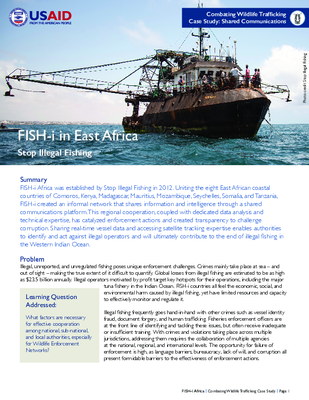 USAID
FROM THE AMERICAN PEOPLE
Combating Wildlife Trafficking
Case Study: Shared Communications
FISH-i in East Africa
Stop Illegal Fishing
Summary
FISH-i Africa was established by Stop Illegal Fishing in 2012. Uniting the eight East African coastal
countries of Comoros, Kenya, Madagascar, Mauritius, Mozambique, Seychelles, Somalia, and Tanzania,
FISH-i created an informal network that shares information and intelligence through a shared
communications platform. This regional cooperation, coupled with dedicated data analysis and
technical expertise, has catalyzed enforcement actions and created transparency to challenge
corruption. Sharing real-time vessel data and accessing satellite tracking expertise enables authorities
to identify and act against illegal operators and will ultimately contribute to the end of illegal fishing in
the Western Indian Ocean.
Problem
Illegal, unreported, and unregulated fishing poses unique enforcement challenges. Crimes mainly take place at sea – and
out of sight – making the true extent of it difficult to quantify. Global losses from illegal fishing are estimated to be as high
as $23.5 billion annually. Illegal operators motivated by profit target key hotspots for their operations, including the major
tuna fishery in the Indian Ocean. FISH-i countries all feel the economic, social, and
environmental harm caused by illegal fishing, yet have limited resources and capacity
to effectively monitor and regulate it.
Learning Question
Addressed:
What factors are necessary
for effective cooperation
among national, sub-national,
and local authorities, especially
for Wildlife Enforcement
Networks?
Illegal fishing frequently goes hand-in-hand with other crimes such as vessel identity
fraud, document forgery, and human trafficking. Fisheries enforcement officers are
at the front line of identifying and tackling these issues, but often receive inadequate
or insufficient training. With crimes and violations taking place across multiple
jurisdictions, addressing them requires the collaboration of multiple agencies
at the national, regional, and international levels. The opportunity for failure of
enforcement is high, as language barriers, bureaucracy, lack of will, and corruption all
present formidable barriers to the effectiveness of enforcement actions.
FISH-i Africa | Combating Wildlife Trafficking Case Study | Page 1